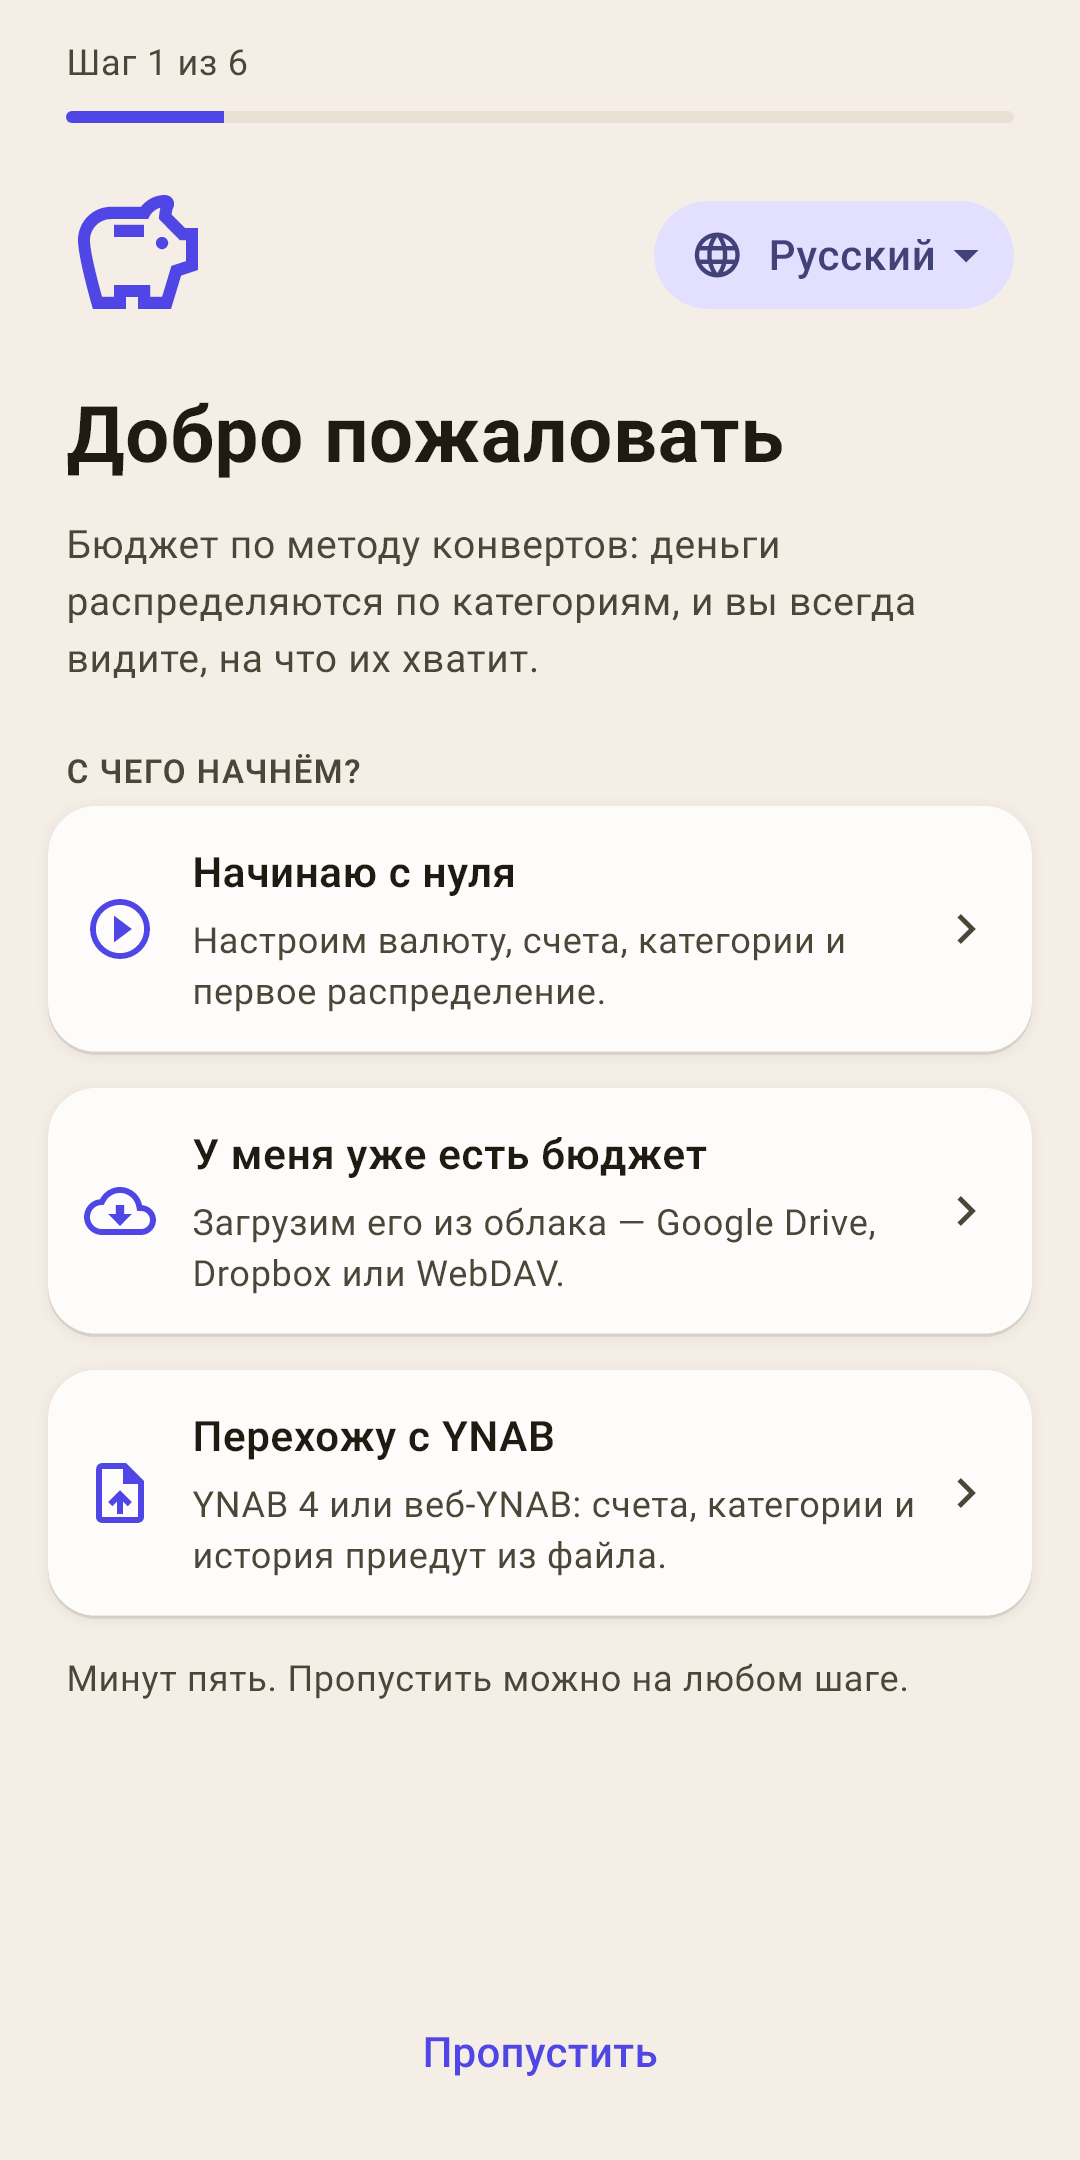 Шаг 1 из 6
Русский
Добро пожаловать
Бюджет по методу конвертов: деньги
распределяются по категориям, и вы всегда
видите, на что их хватит.
С ЧЕГО НАЧНЁМ?
Начинаю с нуля
Настроим валюту, счета, категории и
первое распределение.
У меня уже есть бюджет
Загрузим его из облака — Google Drive,
Dropbox или WebDAV.
Перехожу с YNAB
YNAB 4 или веб-YNAB: счета, категории и
история приедут из файла.
Минут пять. Пропустить можно на любом шаге.
Пропустить